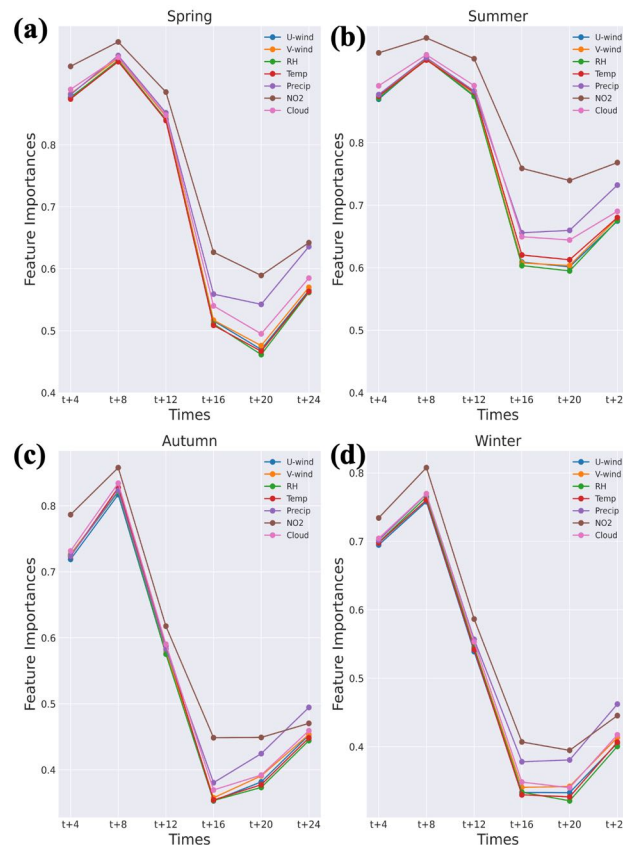 (a)
Spring
Feature Importances
0.8
0.7
0.6
0.5
0.4
t+4 t+8 t+12 t+16 t+20 t+24
Times
U-wind
V-wind
RH
Temp
Precip
NO2
Cloud
(b)
Summer
Feature Importances
0.8
0.7
0.6
0.5
0.4
t+4 t+8 t+12 t+16 t+20 t+2
Times
U-wind
V-wind
RH
Temp
Precip
NO2
Cloud
(c)
Autumn
Feature Importances
0.8
0.7
0.6
0.5
0.4
t+4 t+8 t+12 t+16 t+20 t+24
Times
U-wind
V-wind
RH
Temp
Precip
NO2
Cloud
(d)
Winter
Feature Importances
0.8
0.7
0.6
0.5
0.4
t+4 t+8 t+12 t+16 t+20 t+2
Times
U-wind
V-wind
RH
Temp
Precip
NO2
Cloud